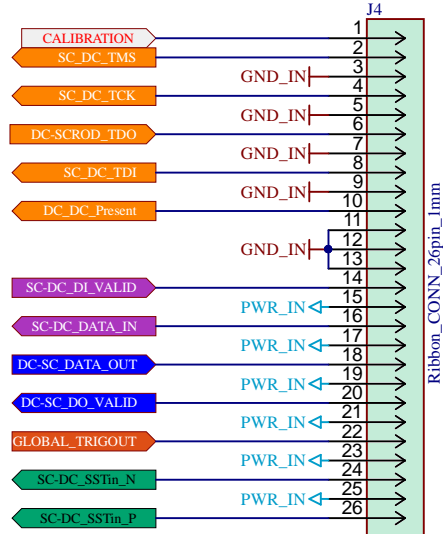 J4
CALIBRATION 1
SC_DC_TMS 2
GND_IN 3
SC_DC_TCK 4
GND_IN 5
DC-SCROD_TDO 6
GND_IN 7
SC_DC_TDI 8
GND_IN 9
DC_DC_Present 10
11
GND_IN 12
13
SC-DC_DI_VALID 14
PWR_IN 15
SC-DC_DATA_IN 16
PWR_IN 17
DC-SC_DATA_OUT 18
PWR_IN 19
DC-SC_DO_VALID 20
PWR_IN 21
GLOBAL_TRIGOUT 22
PWR_IN 23
SC-DC_SSTin_N 24
PWR_IN 25
SC-DC_SSTin_P 26
Ribbon_CONN_26pin_1mm